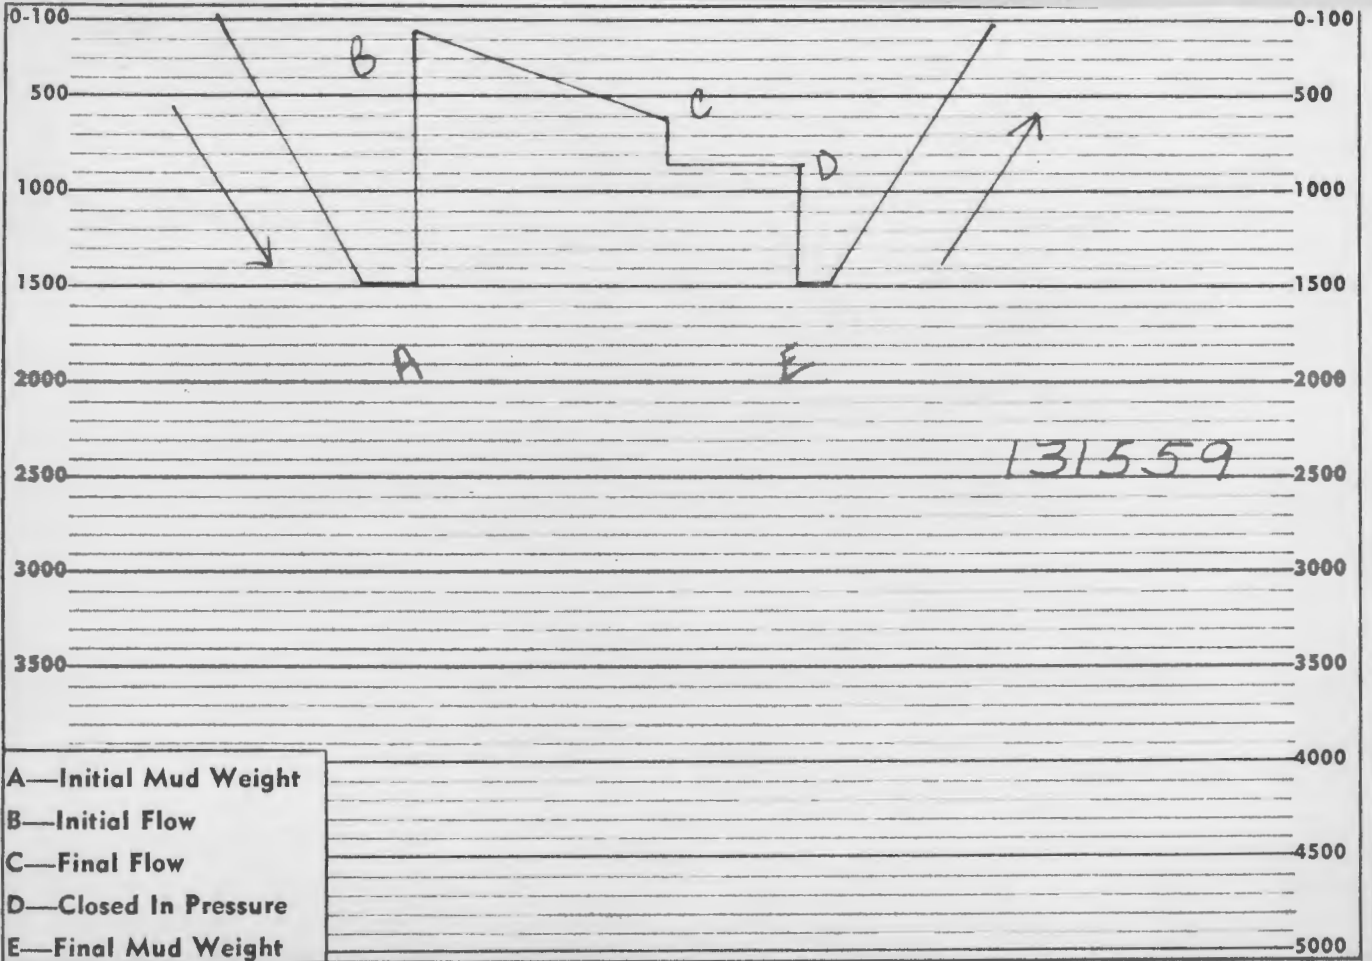 0-100 0-100
B
500 C 500
D
1000 1000
1500 1500
A E
2000 2000
131559
2500 2500
3000 3000
3500 3500
4000
A—Initial Mud Weight
B—Initial Flow
C—Final Flow
4500
D—Closed In Pressure
E—Final Mud Weight
5000